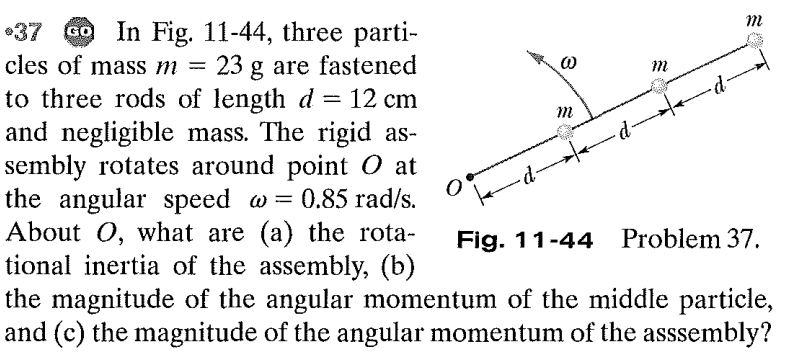 •37 GO In Fig. 11-44, three parti-
cles of mass m = 23 g are fastened
to three rods of length d = 12 cm
and negligible mass. The rigid as-
sembly rotates around point O at
the angular speed ω = 0.85 rad/s.
About O, what are (a) the rota-
tional inertia of the assembly, (b)
the magnitude of the angular momentum of the middle particle,
and (c) the magnitude of the angular momentum of the asssembly?
m
ω
m
d
m
d
d
O
Fig. 11-44 Problem 37.